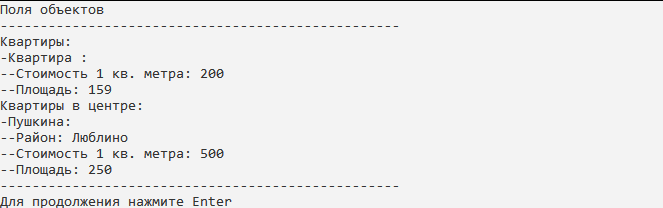 Поля объектов
--------------------------------------------------
Квартиры:
-Квартира :
--Стоимость 1 кв. метра: 200
--Площадь: 159
Квартиры в центре:
-Пушкина:
--Район: Люблино
--Стоимость 1 кв. метра: 500
--Площадь: 250
--------------------------------------------------
Для продолжения нажмите Enter